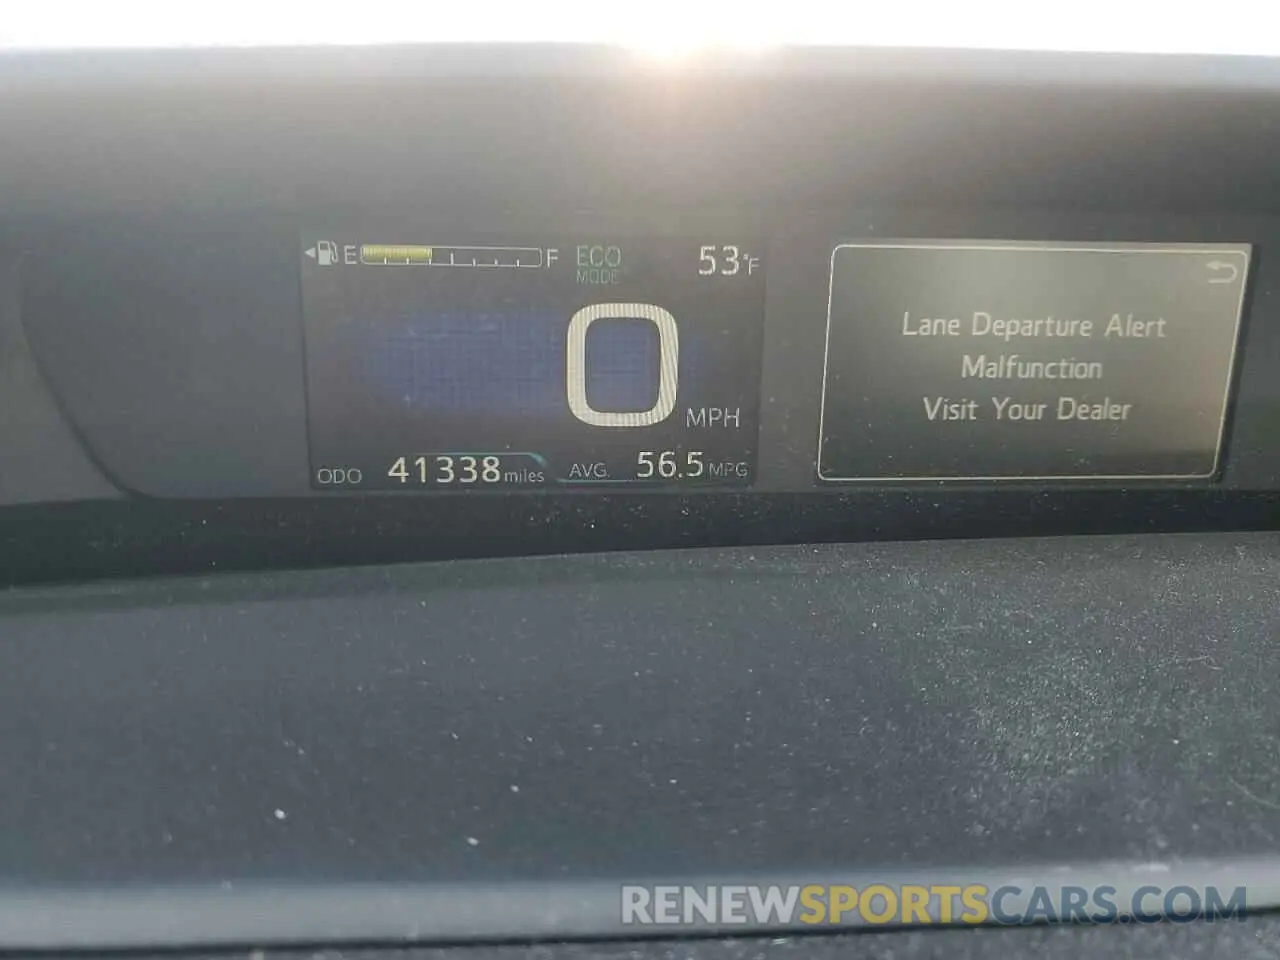 E F ECO 53°F
MODE
0
MPH
ODO 41338 miles AVG. 56.5 MPG
Lane Departure Alert
Malfunction
Visit Your Dealer
RENEWSPORTSCARS.COM